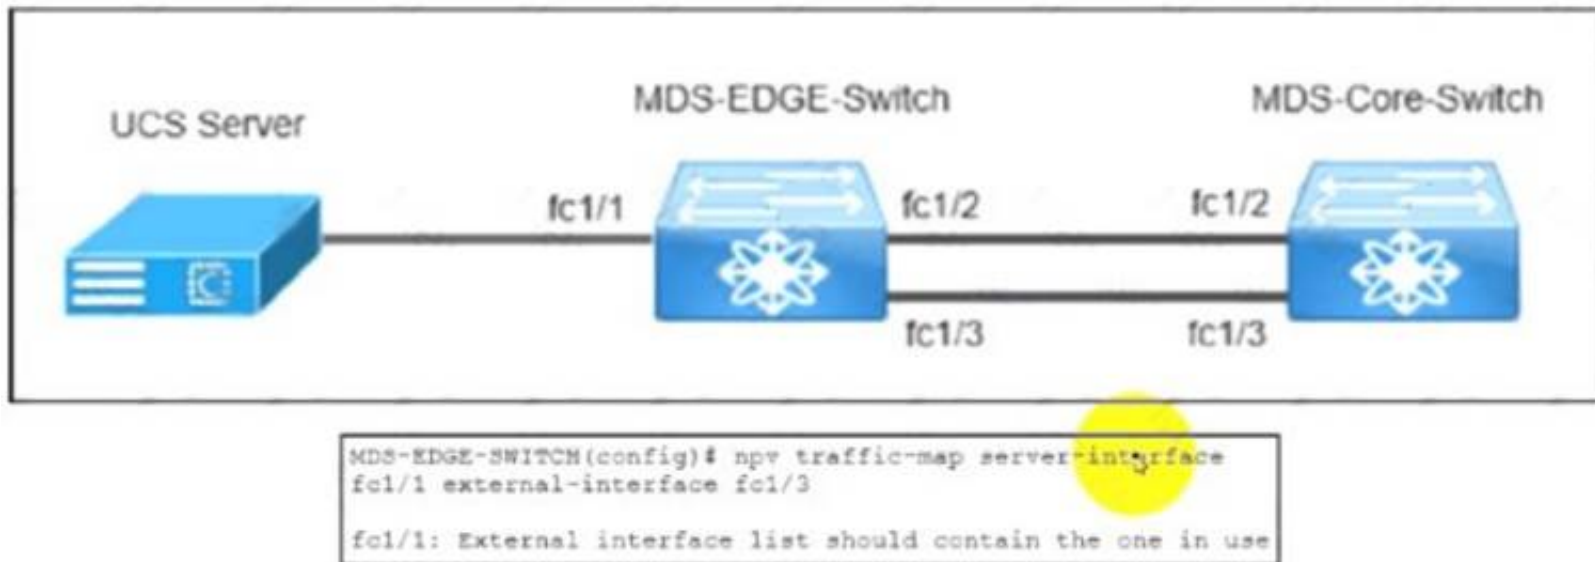 UCS Server
MDS-EDGE-Switch
MDS-Core-Switch
fc1/1
fc1/2
fc1/2
fc1/3
fc1/3
MDS-EDGE-SWITCH(config)# npv traffic-map server-interface
fc1/1 external-interface fc1/3
fc1/1: External interface list should contain the one in use